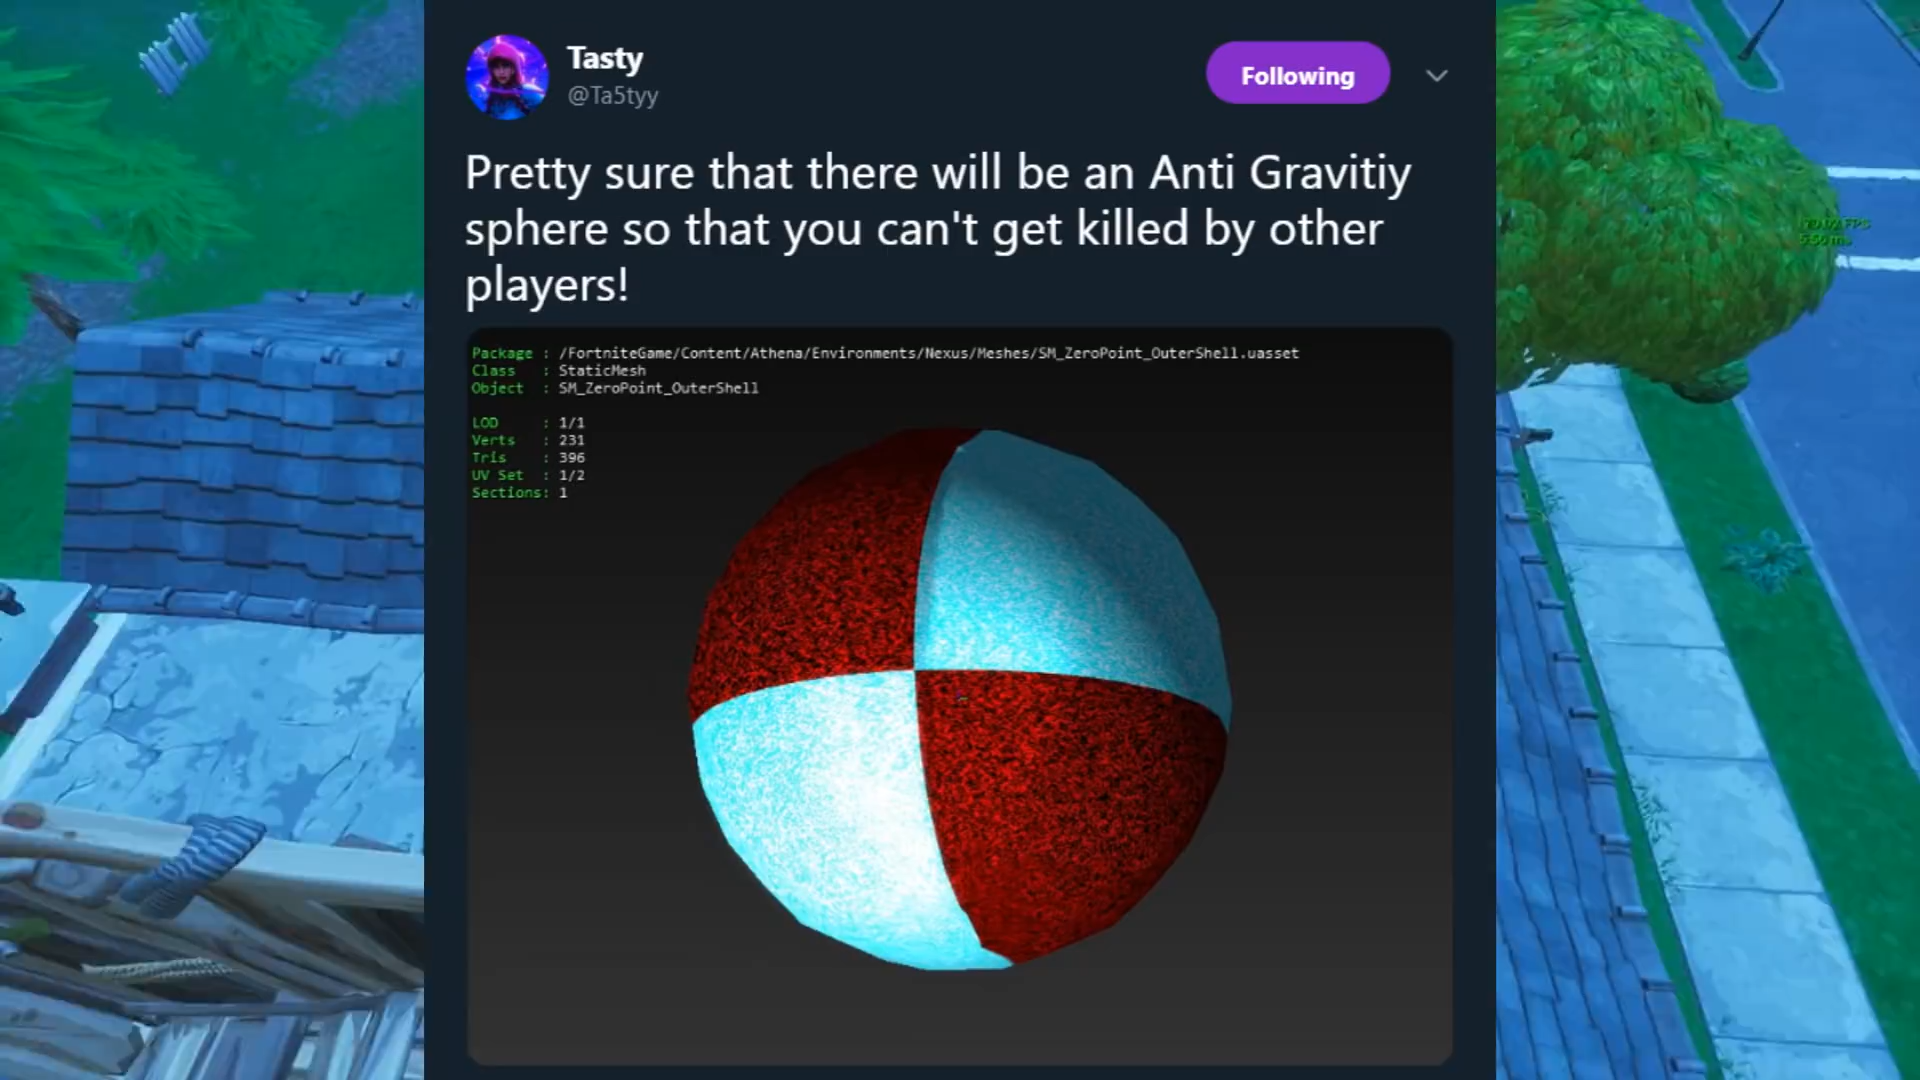 Tasty
@Ta5tyy
Following
Pretty sure that there will be an Anti Gravitiy
sphere so that you can't get killed by other
players!
Package : /FortniteGame/Content/Athena/Environments/Nexus/Meshes/SM_ZeroPoint_OuterShell.uasset
Class : StaticMesh
Object : SM_ZeroPoint_OuterShell
LOD : 1/1
Verts : 231
Tris : 396
UV Set : 1/2
Sections: 1
FPS